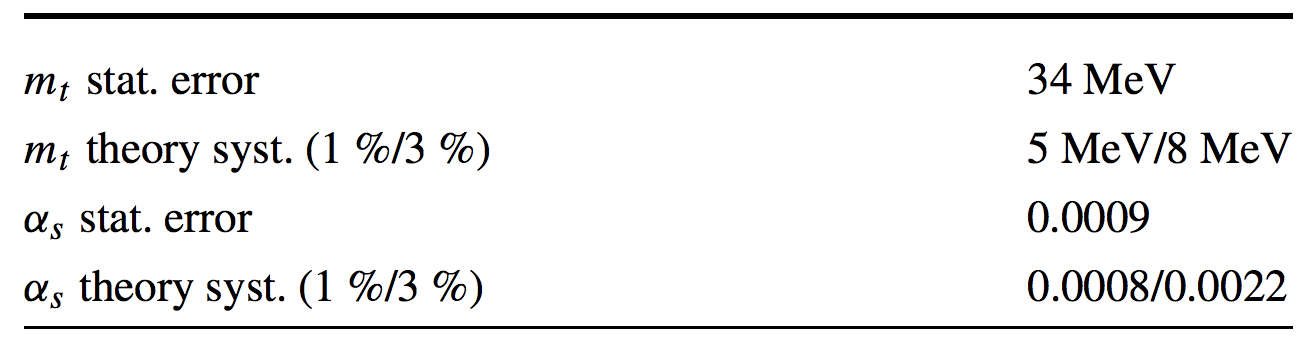 m_t stat. error 34 MeV
m_t theory syst. (1 %/3 %) 5 MeV/8 MeV
α_s stat. error 0.0009
α_s theory syst. (1 %/3 %) 0.0008/0.0022